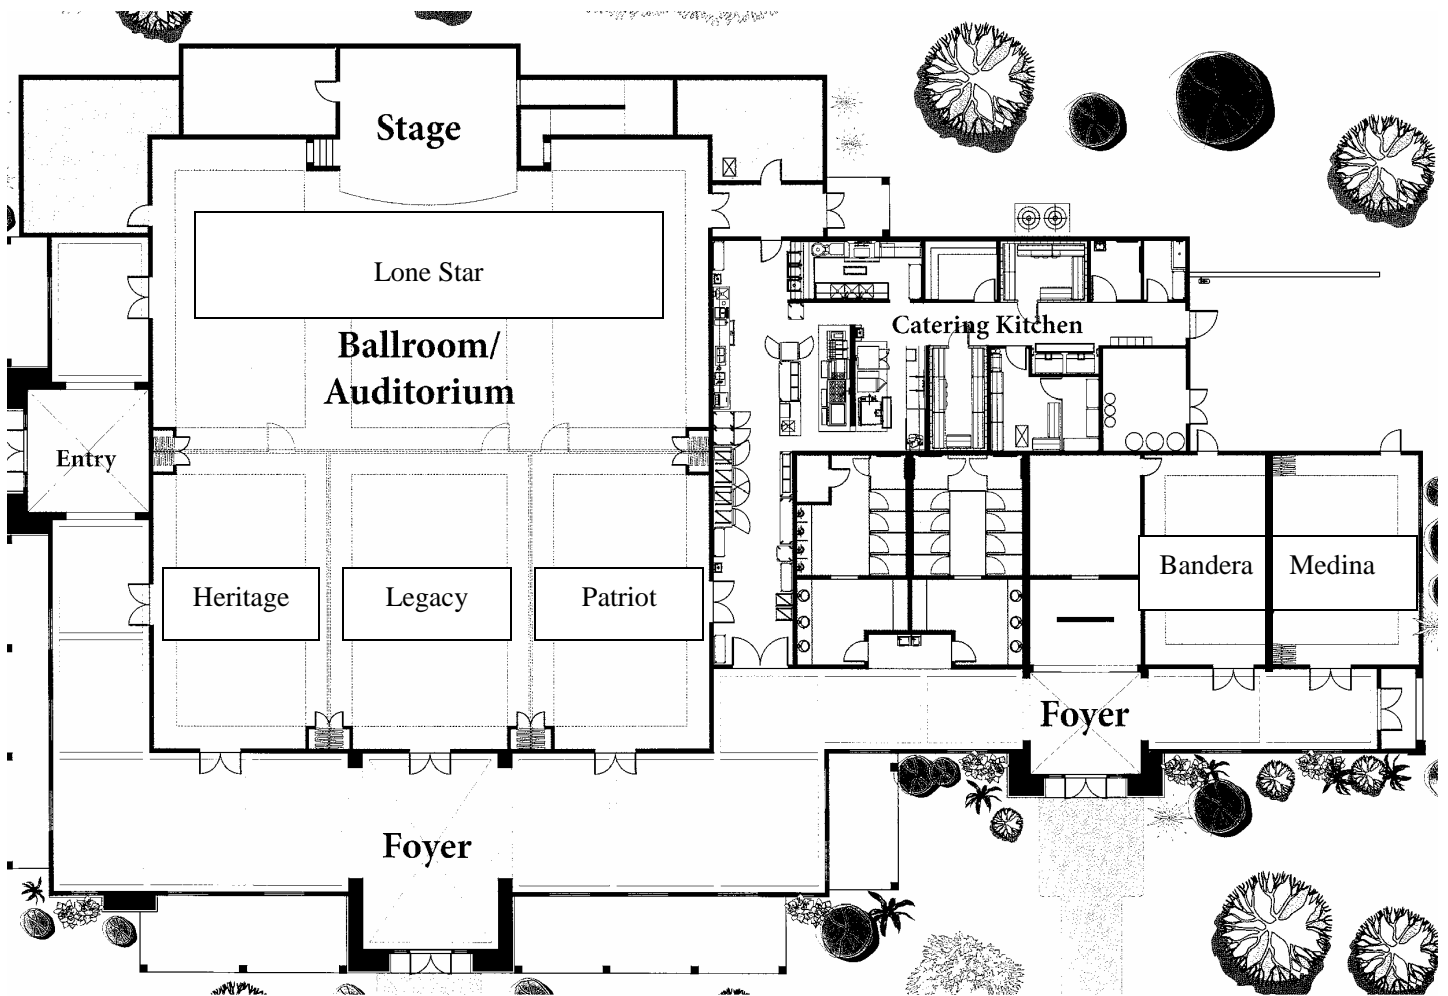 Stage
Lone Star
Ballroom/
Auditorium
Catering Kitchen
Entry
Heritage
Legacy
Patriot
Bandera
Medina
Foyer
Foyer